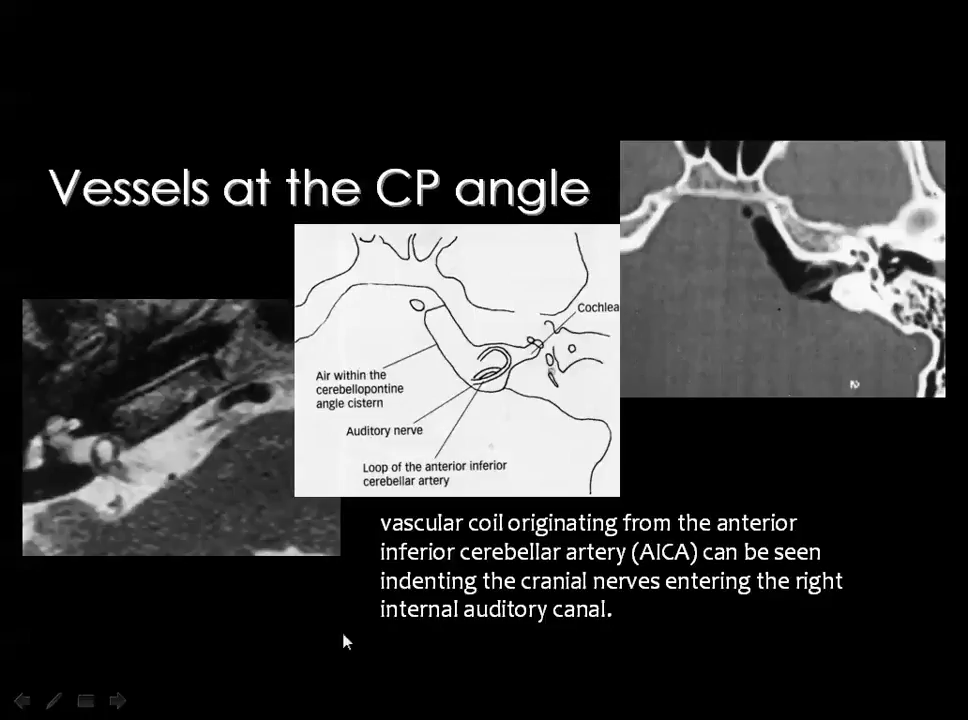 Vessels at the CP angle
Cochlea
Air within the
cerebellopontine
angle cistern
Auditory nerve
Loop of the anterior inferior
cerebellar artery
vascular coil originating from the anterior
inferior cerebellar artery (AICA) can be seen
indenting the cranial nerves entering the right
internal auditory canal.